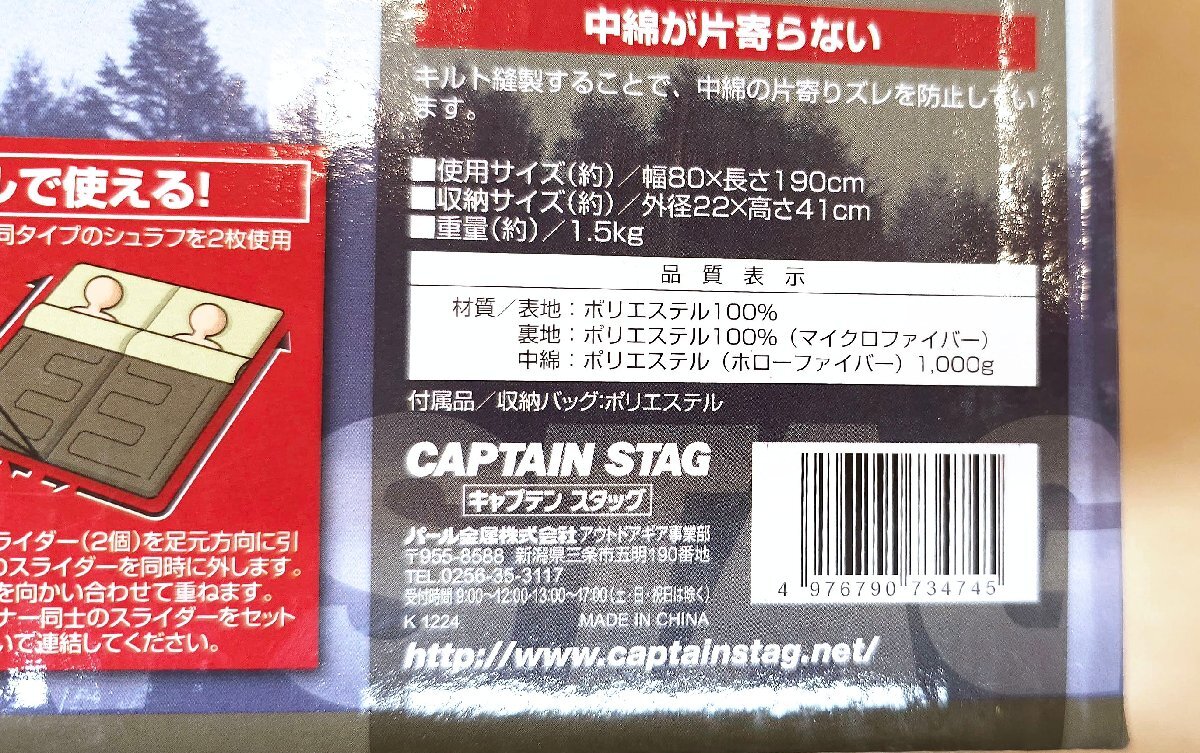 中綿が片寄らない
キルト縫製することで、中綿の片寄りズレを防止してい
ます。
■使用サイズ(約)/幅80×長さ190cm
■収納サイズ(約)/外径22×高さ41cm
■重量(約)/1.5kg
品質表示
材質/表地:ポリエステル100%
裏地:ポリエステル100%(マイクロファイバー)
中綿:ポリエステル(ホローファイバー)1,000g
付属品/収納バッグ:ポリエステル
CAPTAIN STAG
キャプテン スタッグ
パール金属株式会社アウトドアギア事業部
〒955-8588 新潟県三条市五明190番地
TEL 0256-35-3117
受付時間 9:00〜12:00・13:00〜17:00(土・日・祝日は除く)
K 1224 MADE IN CHINA
http://www.captainstag.net/
4 976790 734745
ルで使える!
同タイプのシュラフを2枚使用
ライダー(2個)を足元方向に引
のスライダーを同時に外します。
を向かい合わせて重ねます。
ナー同士のスライダーをセット
いて連結してください。